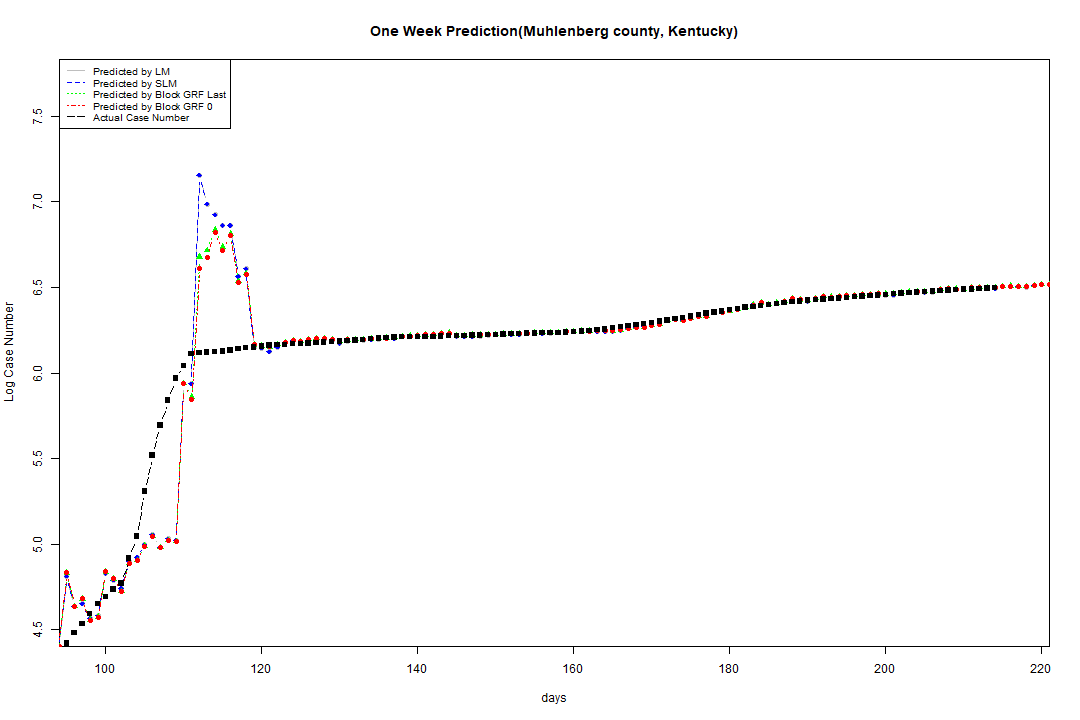 One Week Prediction(Muhlenberg county, Kentucky)
Predicted by LM
Predicted by SLM
Predicted by Block GRF Last
Predicted by Block GRF 0
Actual Case Number
Log Case Number
7.5
7.0
6.5
6.0
5.5
5.0
4.5
100 120 140 160 180 200 220
days